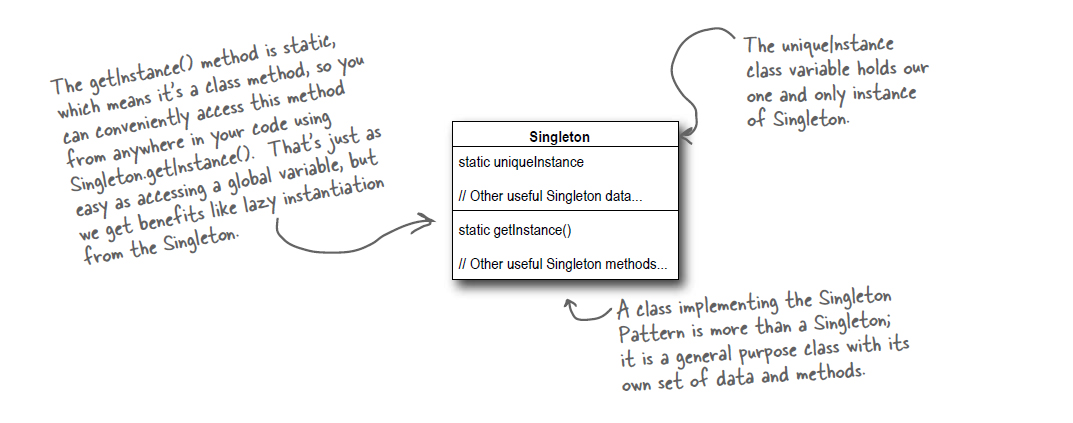 The getInstance() method is static,
which means it's a class method, so you
can conveniently access this method
from anywhere in your code using
Singleton.getInstance(). That's just as
easy as accessing a global variable, but
we get benefits like lazy instantiation
from the Singleton.
The uniqueInstance
class variable holds our
one and only instance
of Singleton.
Singleton
static uniqueInstance
// Other useful Singleton data...
static getInstance()
// Other useful Singleton methods...
A class implementing the Singleton
Pattern is more than a Singleton;
it is a general purpose class with its
own set of data and methods.